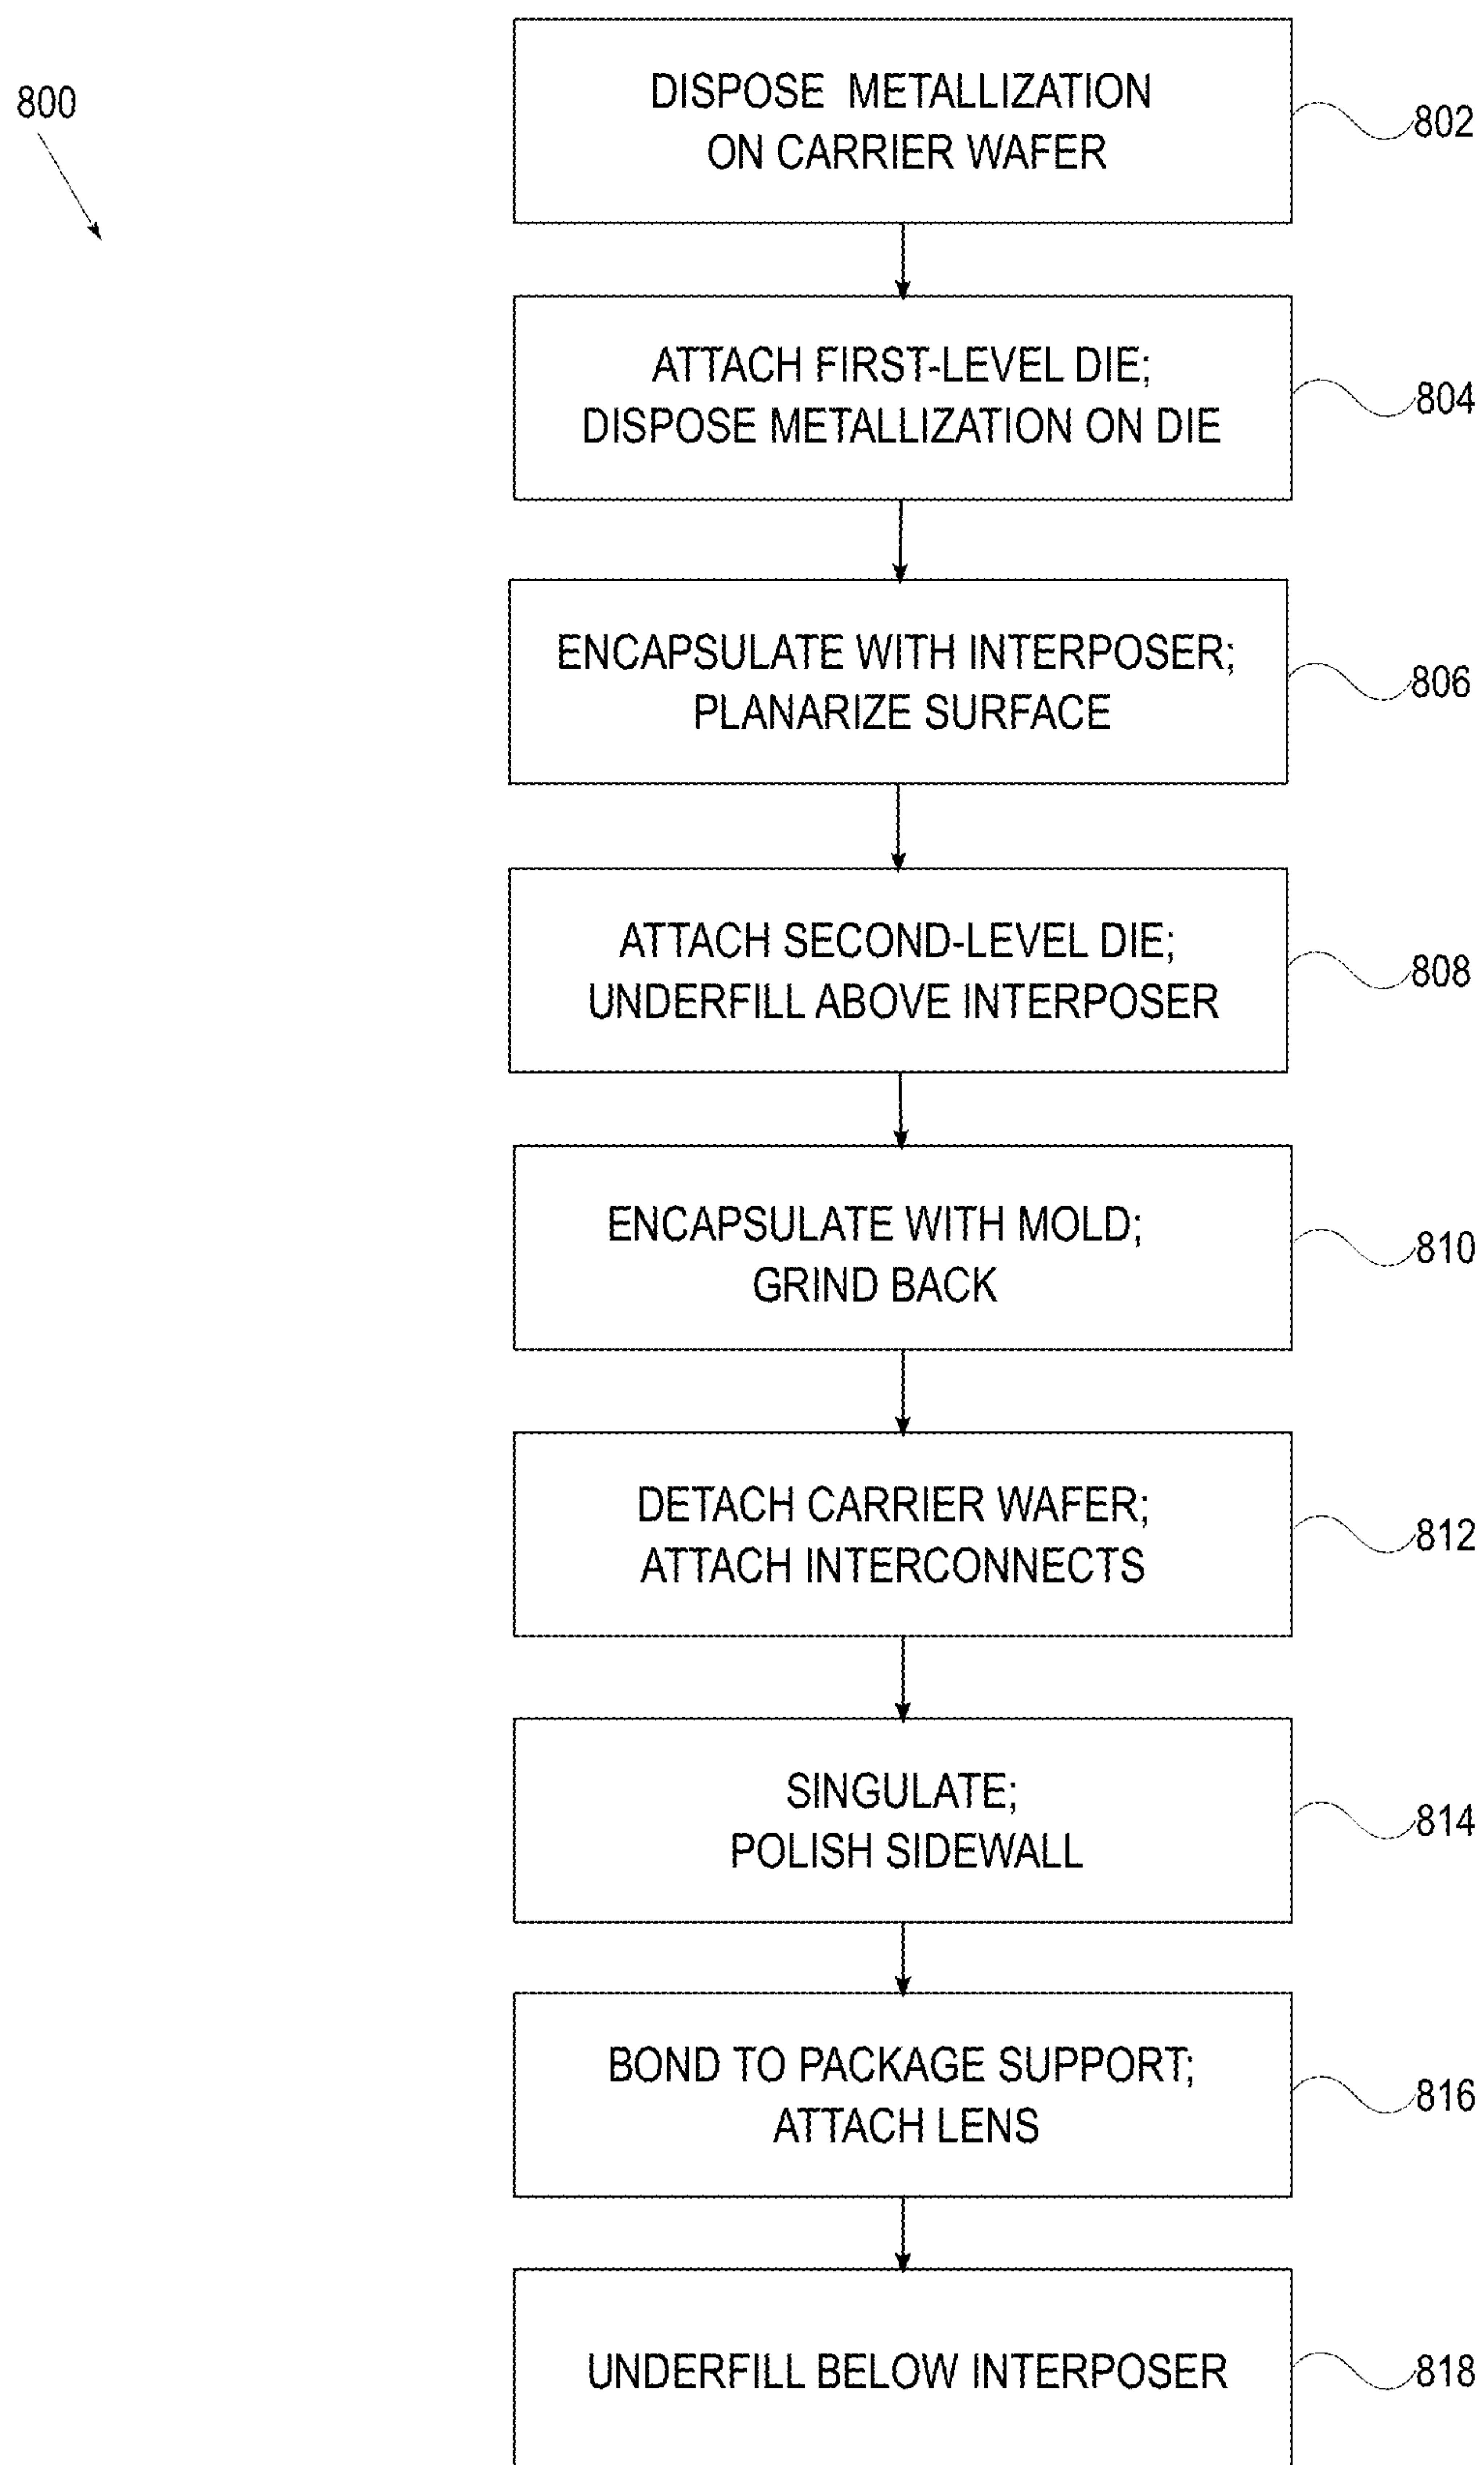 800
DISPOSE METALLIZATION
ON CARRIER WAFER
802
ATTACH FIRST-LEVEL DIE;
DISPOSE METALLIZATION ON DIE
804
ENCAPSULATE WITH INTERPOSER;
PLANARIZE SURFACE
806
ATTACH SECOND-LEVEL DIE;
UNDERFILL ABOVE INTERPOSER
808
ENCAPSULATE WITH MOLD;
GRIND BACK
810
DETACH CARRIER WAFER;
ATTACH INTERCONNECTS
812
SINGULATE;
POLISH SIDEWALL
814
BOND TO PACKAGE SUPPORT;
ATTACH LENS
816
UNDERFILL BELOW INTERPOSER
818